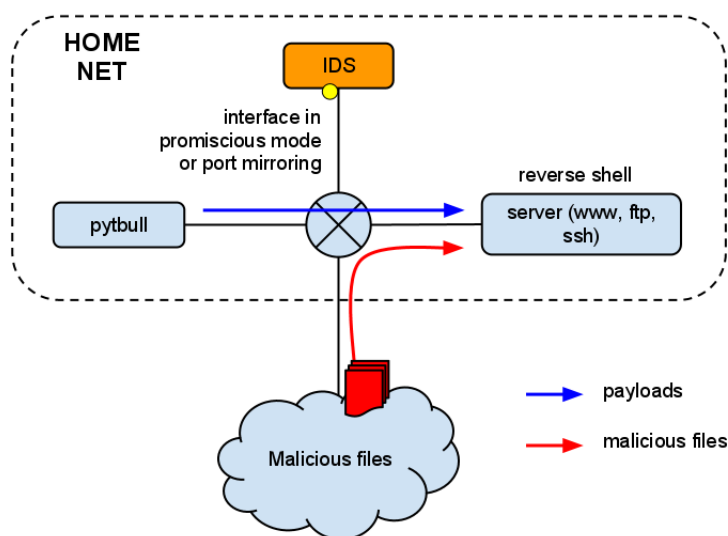 HOME
NET
IDS
interface in
promiscious mode
or port mirroring
reverse shell
pytbull
server (www, ftp,
ssh)
payloads
malicious files
Malicious files